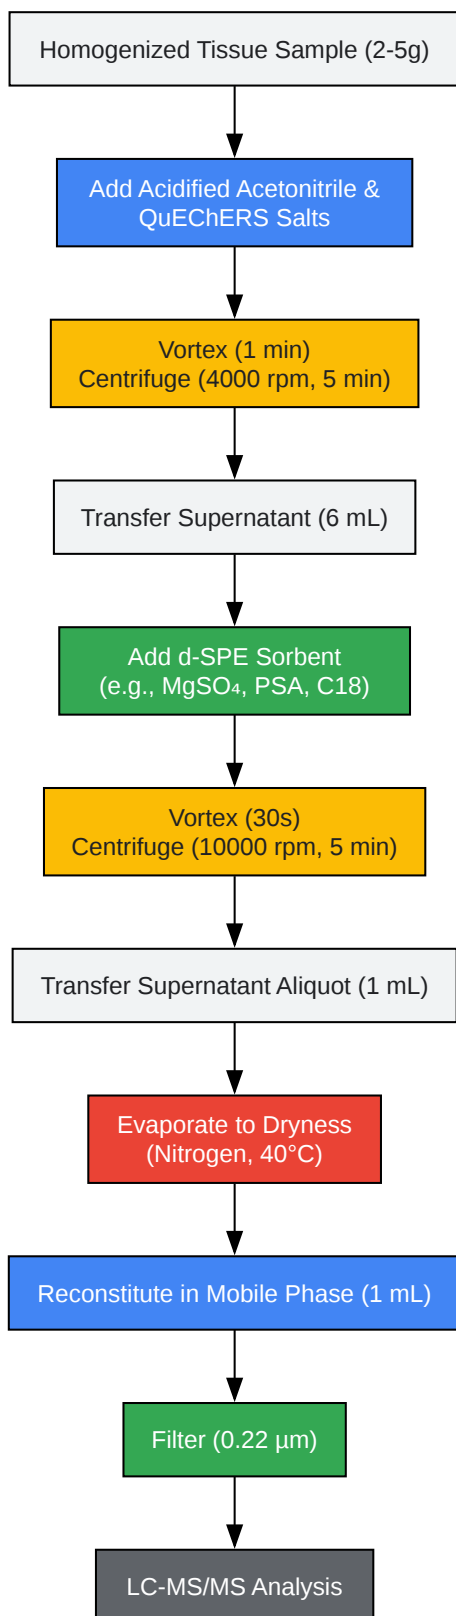 Homogenized Tissue Sample (2-5g)
Add Acidified Acetonitrile &
QuEChERS Salts
Vortex (1 min)
Centrifuge (4000 rpm, 5 min)
Transfer Supernatant (6 mL)
Add d-SPE Sorbent
(e.g., MgSO₄, PSA, C18)
Vortex (30s)
Centrifuge (10000 rpm, 5 min)
Transfer Supernatant Aliquot (1 mL)
Evaporate to Dryness
(Nitrogen, 40°C)
Reconstitute in Mobile Phase (1 mL)
Filter (0.22 µm)
LC-MS/MS Analysis